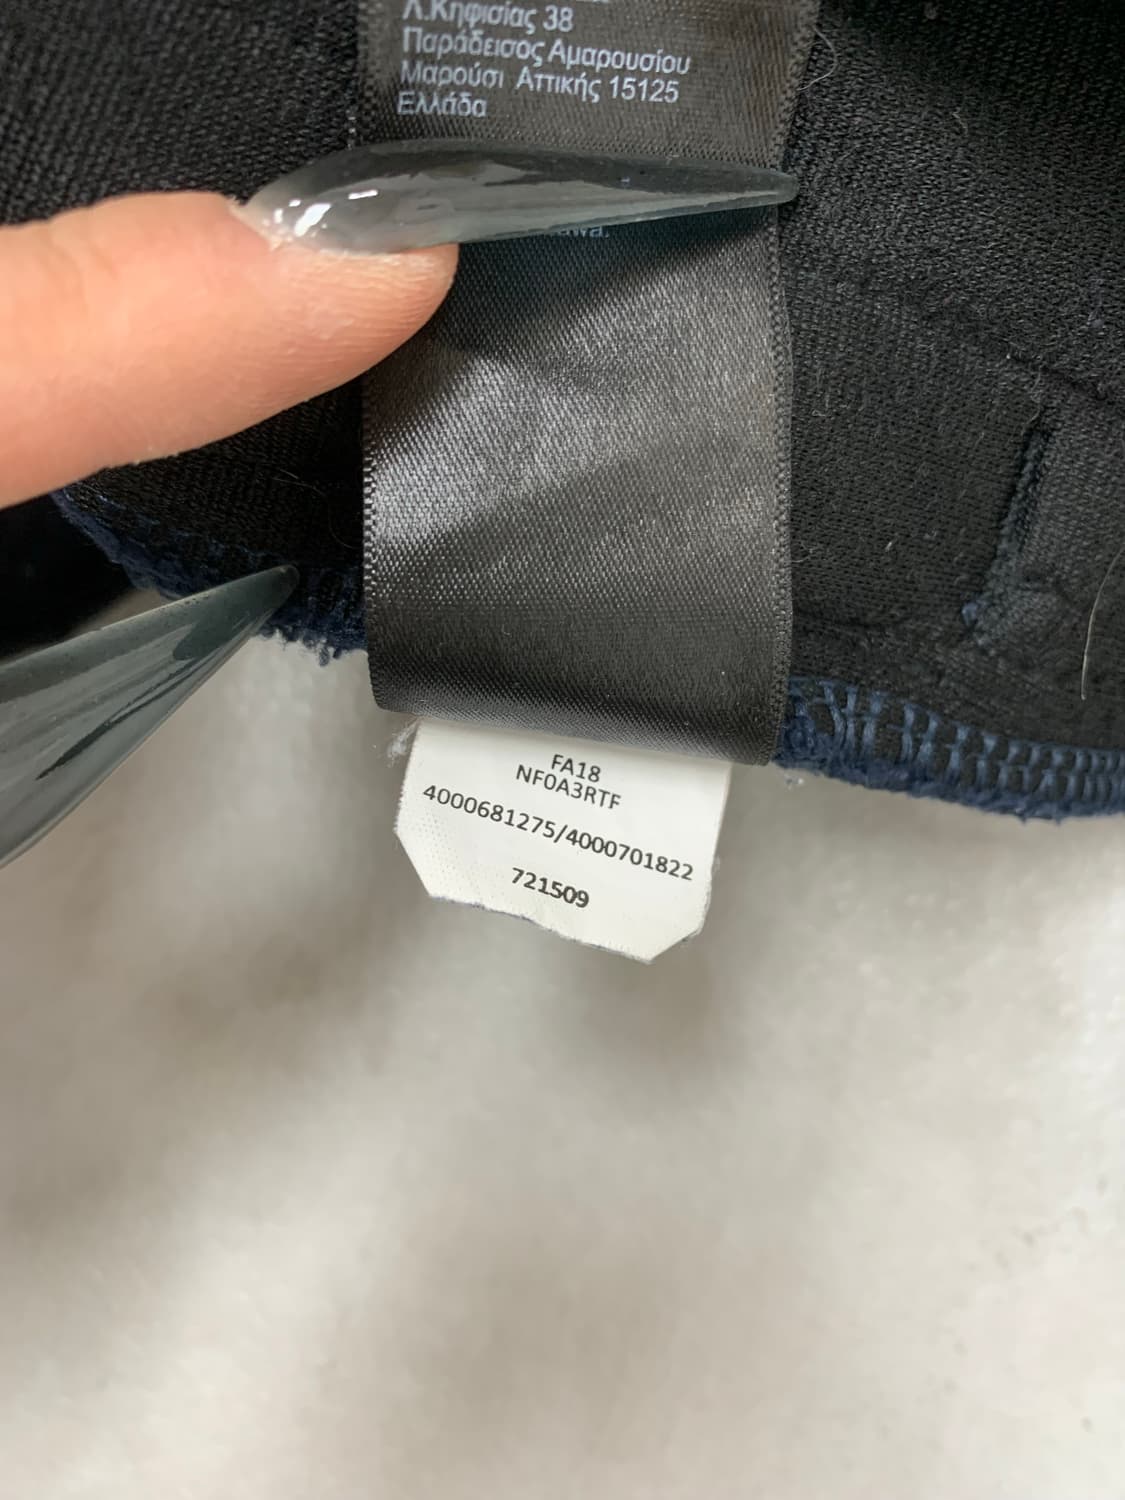 Λ.Κηφισίας 38
Παράδεισος Αμαρουσίου
Μαρούσι Αττικής 15125
Ελλάδα
FA18
NF0A3RTF
4000681275/4000701822
721509